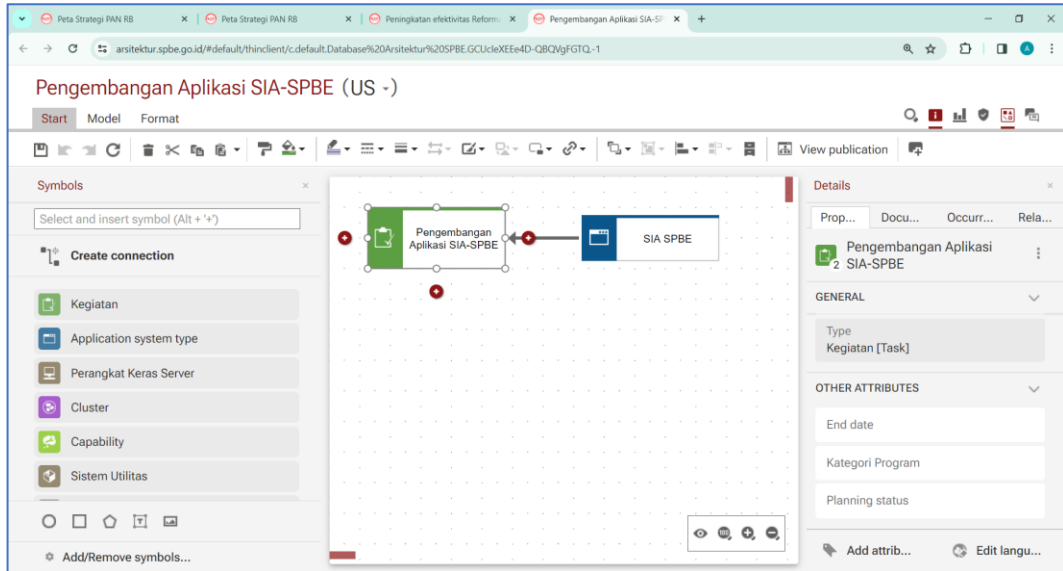 Peta Strategi PAN RB
Peta Strategi PAN RB
Peningkatan efektivitas Reform
Pengembangan Aplikasi SIA-SP
arsitektur.spbe.go.id/#default/thinclient/c.default.Database%20Arsitektur%20SPBE.GCUcIeXEEe4D-QBQVgFGTQ.-1
A
Pengembangan Aplikasi SIA-SPBE (US)
Start Model Format
View publication
Symbols
Select and insert symbol (Alt + '+')
Create connection
Kegiatan
Application system type
Perangkat Keras Server
Cluster
Capability
Sistem Utilitas
Add/Remove symbols...
Pengembangan
Aplikasi SIA-SPBE
SIA SPBE
Details
Prop... Docu... Occurr... Rela...
Pengembangan Aplikasi
2 SIA-SPBE
GENERAL
Type
Kegiatan [Task]
OTHER ATTRIBUTES
End date
Kategori Program
Planning status
Add attrib... Edit langu...